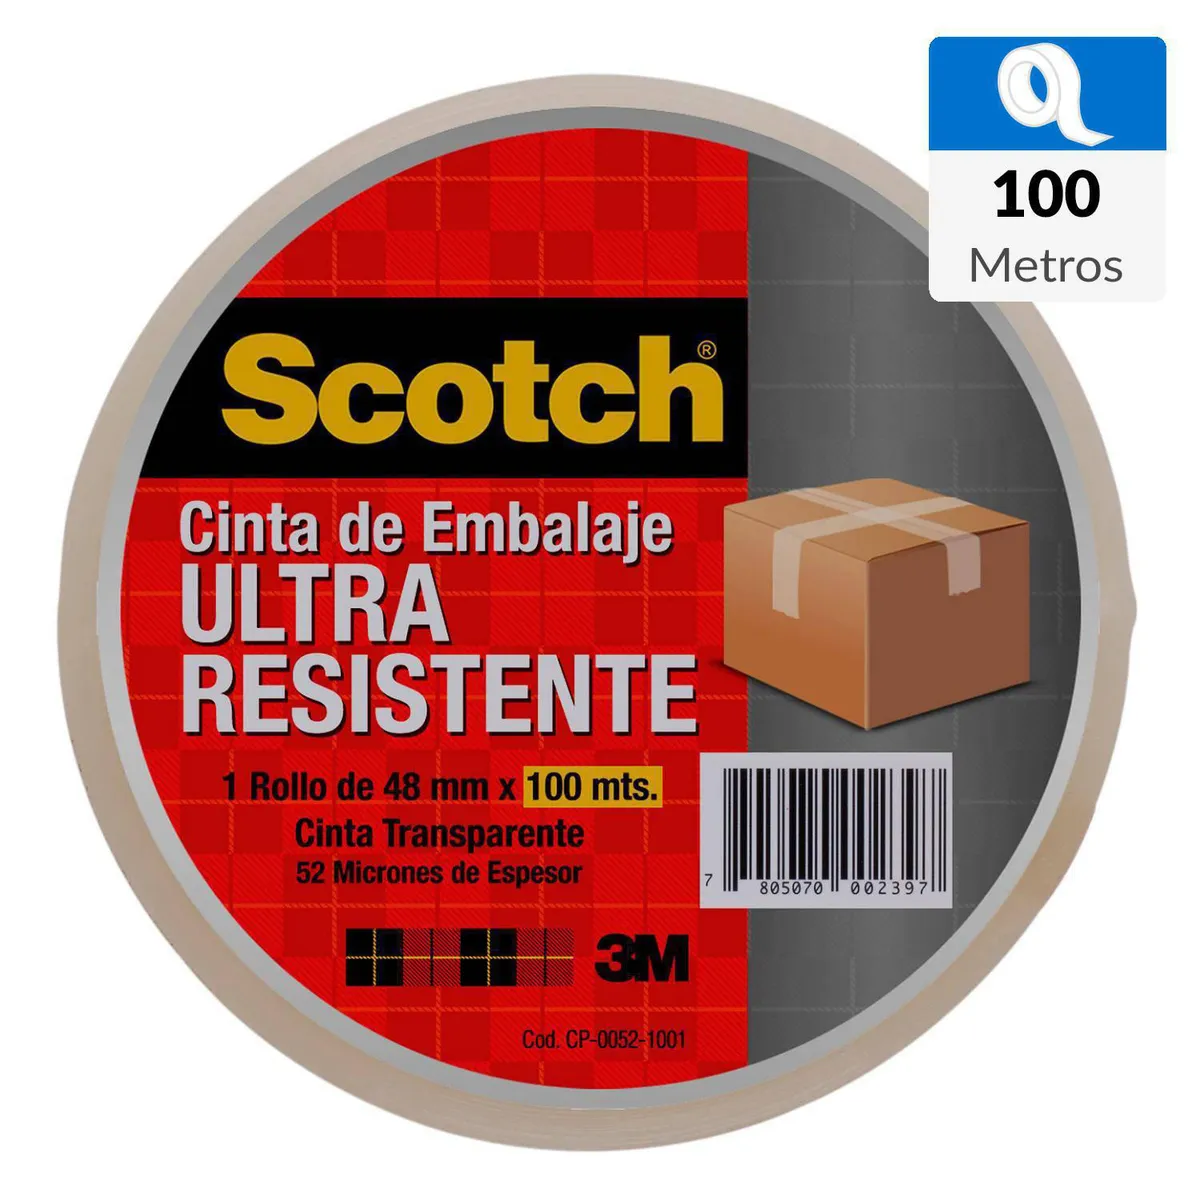 100
Metros
Scotch®
Cinta de Embalaje
ULTRA
RESISTENTE
1 Rollo de 48 mm x 100 mts.
Cinta Transparente
52 Micrones de Espesor
7 805070 002397
3M
Cod. CP-0052-1001